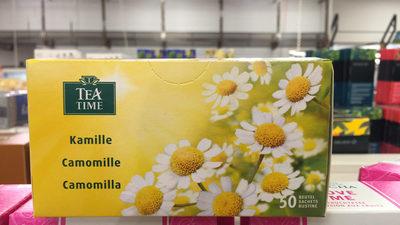 TEA
TIME
Kamille
Camomille
Camomilla
50
BEUTEL
SACHETS
BUSTINE